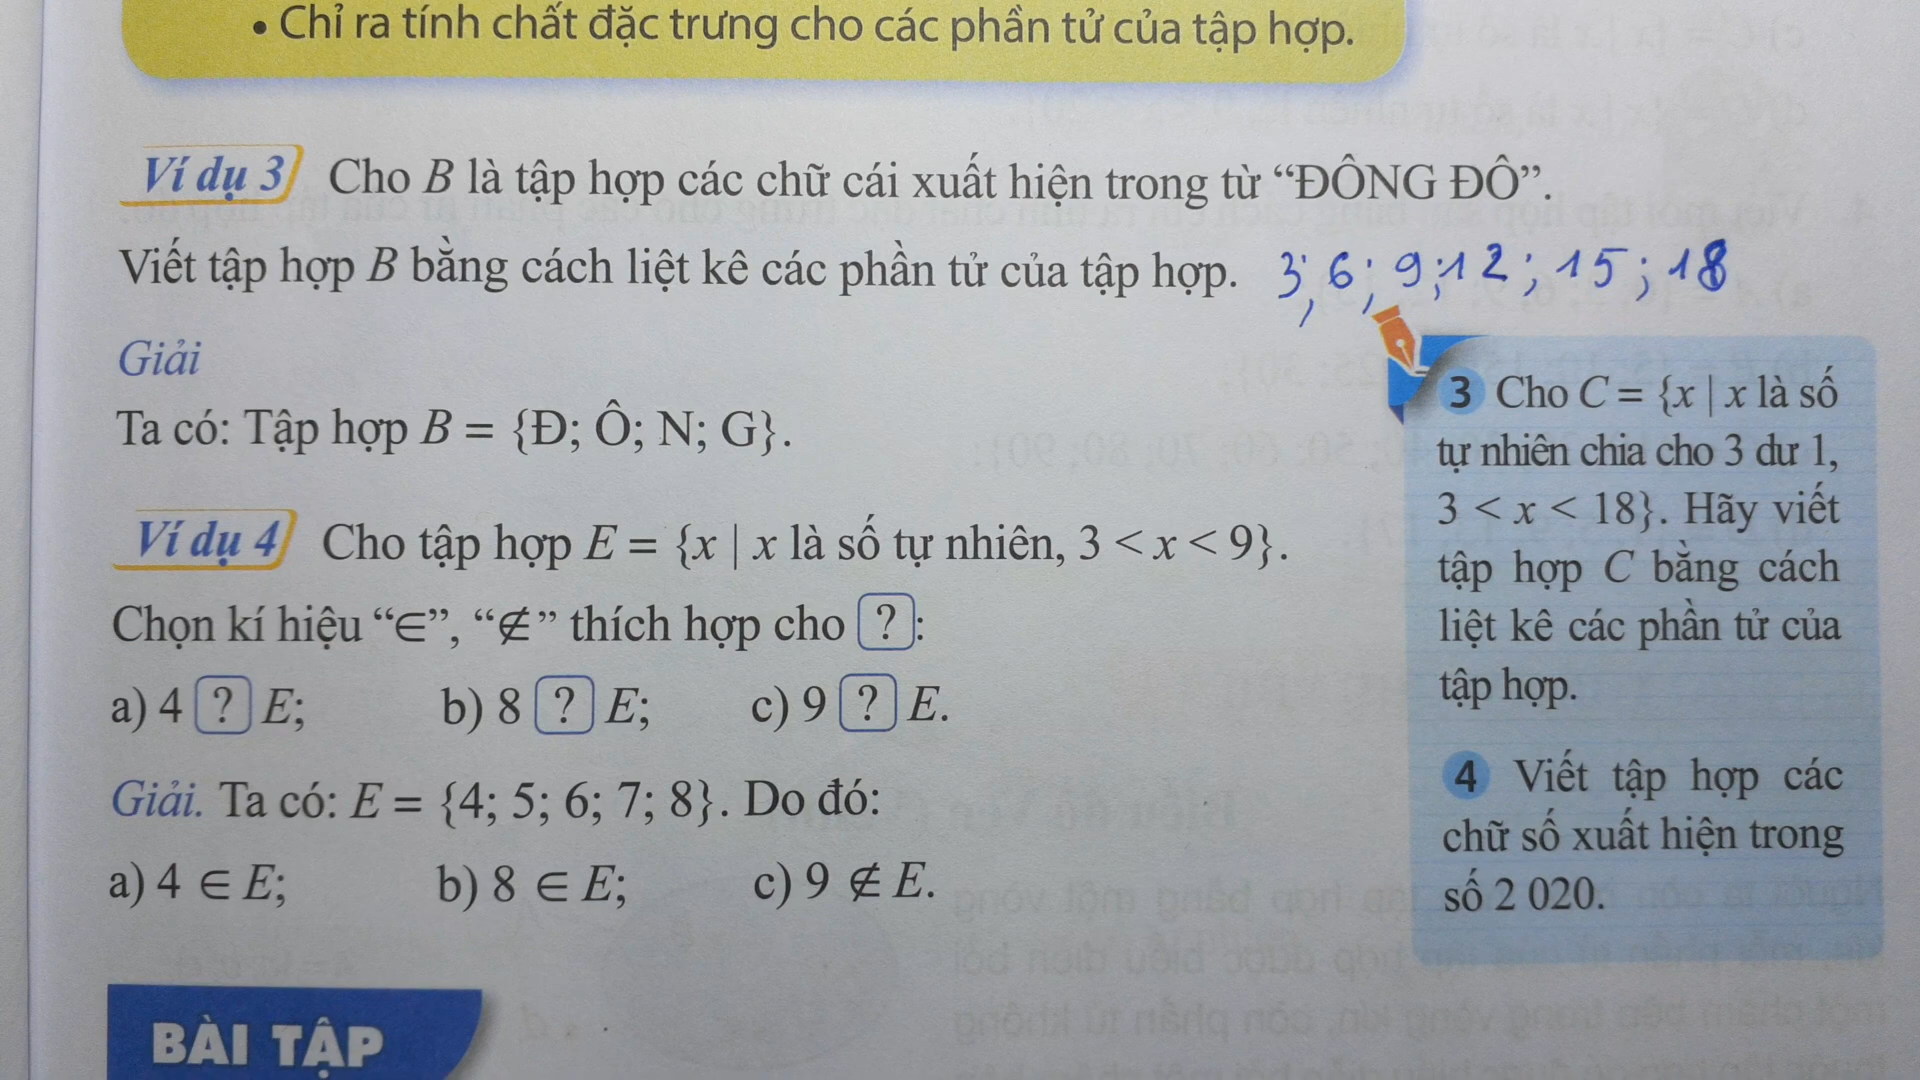 • Chỉ ra tính chất đặc trưng cho các phần tử của tập hợp.
Ví dụ 3 Cho B là tập hợp các chữ cái xuất hiện trong từ “ĐÔNG ĐÔ”.
Viết tập hợp B bằng cách liệt kê các phần tử của tập hợp. 3; 6; 9; 12; 15; 18
Giải
Ta có: Tập hợp B = {Đ; Ô; N; G}.
Ví dụ 4 Cho tập hợp E = {x | x là số tự nhiên, 3 < x < 9}.
Chọn kí hiệu “∈”, “∉” thích hợp cho ?:
a) 4 ? E; b) 8 ? E; c) 9 ? E.
Giải. Ta có: E = {4; 5; 6; 7; 8}. Do đó:
a) 4 ∈ E; b) 8 ∈ E; c) 9 ∉ E.
3 Cho C = {x | x là số
tự nhiên chia cho 3 dư 1,
3 < x < 18}. Hãy viết
tập hợp C bằng cách
liệt kê các phần tử của
tập hợp.
4 Viết tập hợp các
chữ số xuất hiện trong
số 2 020.
BÀI TẬP